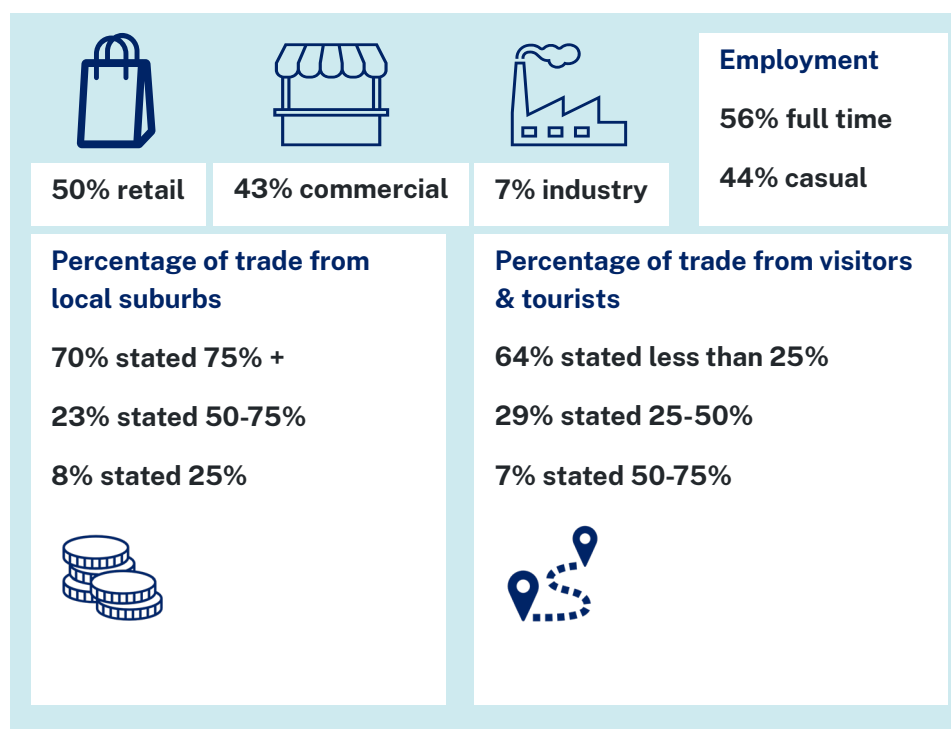 50% retail
43% commercial
7% industry
Employment
56% full time
44% casual
Percentage of trade from
local suburbs
70% stated 75% +
23% stated 50-75%
8% stated 25%
Percentage of trade from visitors
& tourists
64% stated less than 25%
29% stated 25-50%
7% stated 50-75%